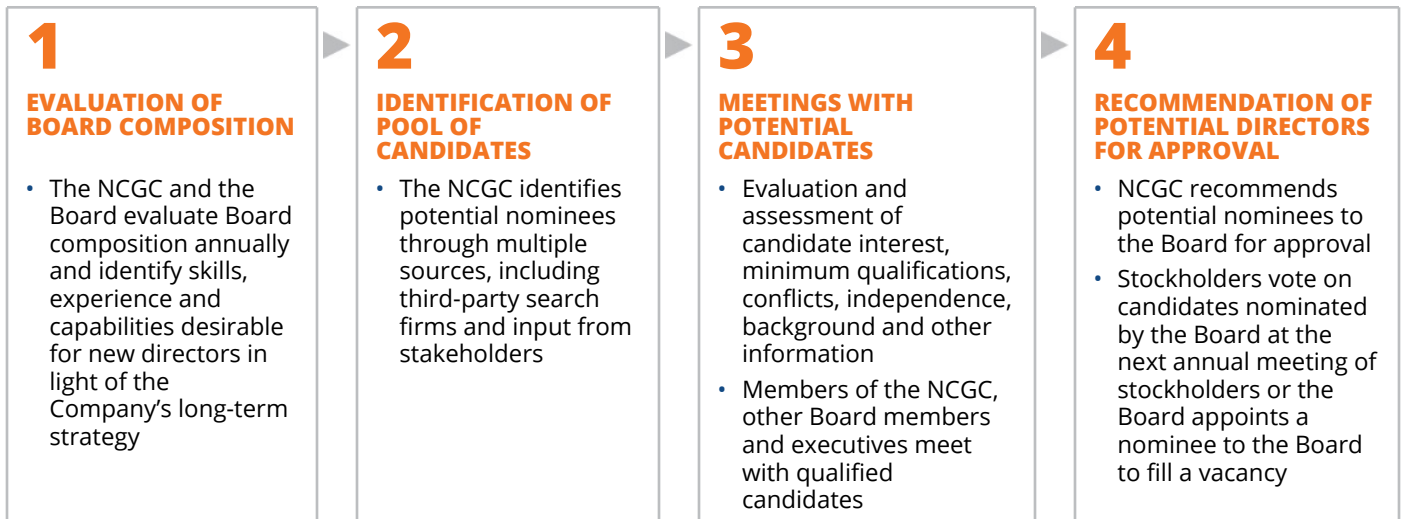 1
EVALUATION OF
BOARD COMPOSITION
• The NCGC and the
Board evaluate Board
composition annually
and identify skills,
experience and
capabilities desirable
for new directors in
light of the
Company’s long-term
strategy
2
IDENTIFICATION OF
POOL OF
CANDIDATES
• The NCGC identifies
potential nominees
through multiple
sources, including
third-party search
firms and input from
stakeholders
3
MEETINGS WITH
POTENTIAL
CANDIDATES
• Evaluation and
assessment of
candidate interest,
minimum qualifications,
conflicts, independence,
background and other
information
• Members of the NCGC,
other Board members
and executives meet
with qualified
candidates
4
RECOMMENDATION OF
POTENTIAL DIRECTORS
FOR APPROVAL
• NCGC recommends
potential nominees to
the Board for approval
• Stockholders vote on
candidates nominated
by the Board at the
next annual meeting of
stockholders or the
Board appoints a
nominee to the Board
to fill a vacancy